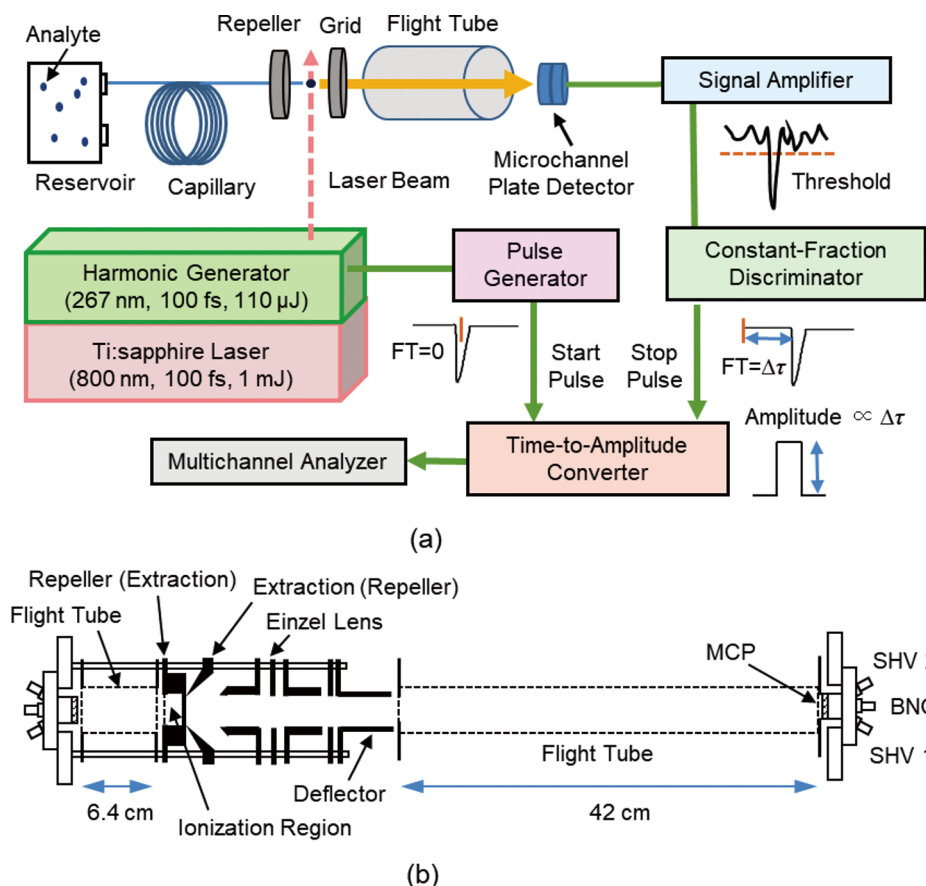 Analyte
Reservoir
Capillary
Repeller
Grid
Flight Tube
Laser Beam
Microchannel
Plate Detector
Signal Amplifier
Threshold
Harmonic Generator
(267 nm, 100 fs, 110 µJ)
Ti:sapphire Laser
(800 nm, 100 fs, 1 mJ)
Pulse
Generator
Constant-Fraction
Discriminator
FT=0
Start
Pulse
Stop
Pulse
FT=Δτ
Amplitude ∝ Δτ
Multichannel Analyzer
Time-to-Amplitude
Converter
(a)
Repeller (Extraction)
Flight Tube
Extraction (Repeller)
Einzel Lens
MCP
SHV
BNC
SHV 1
Flight Tube
Deflector
6.4 cm
Ionization Region
42 cm
(b)